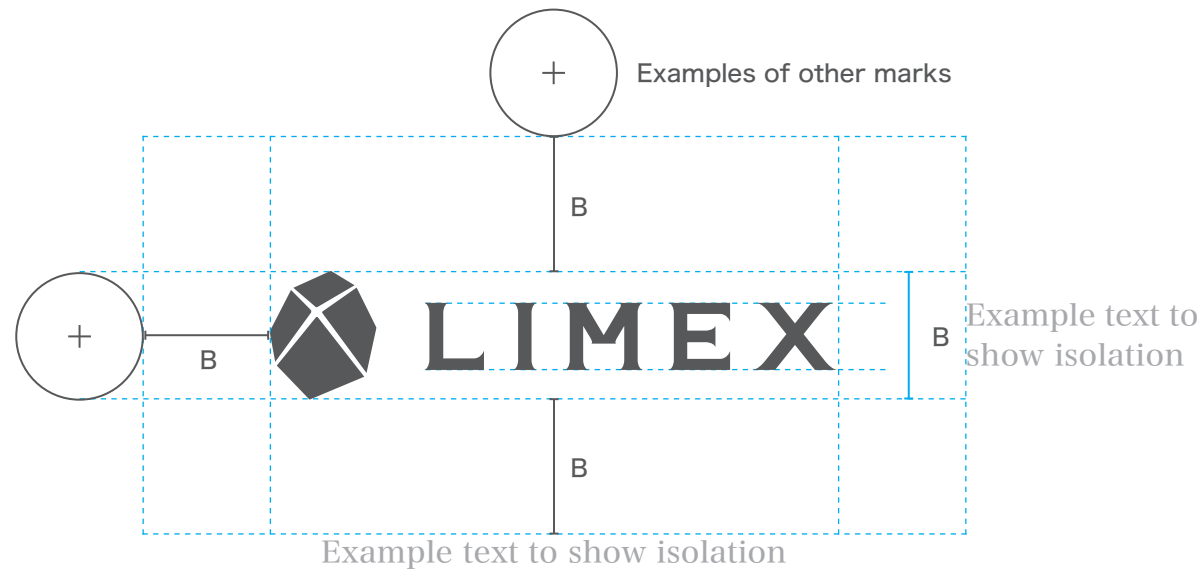 Examples of other marks
B
B
LIMEX
B
Example text to
show isolation
B
Example text to show isolation